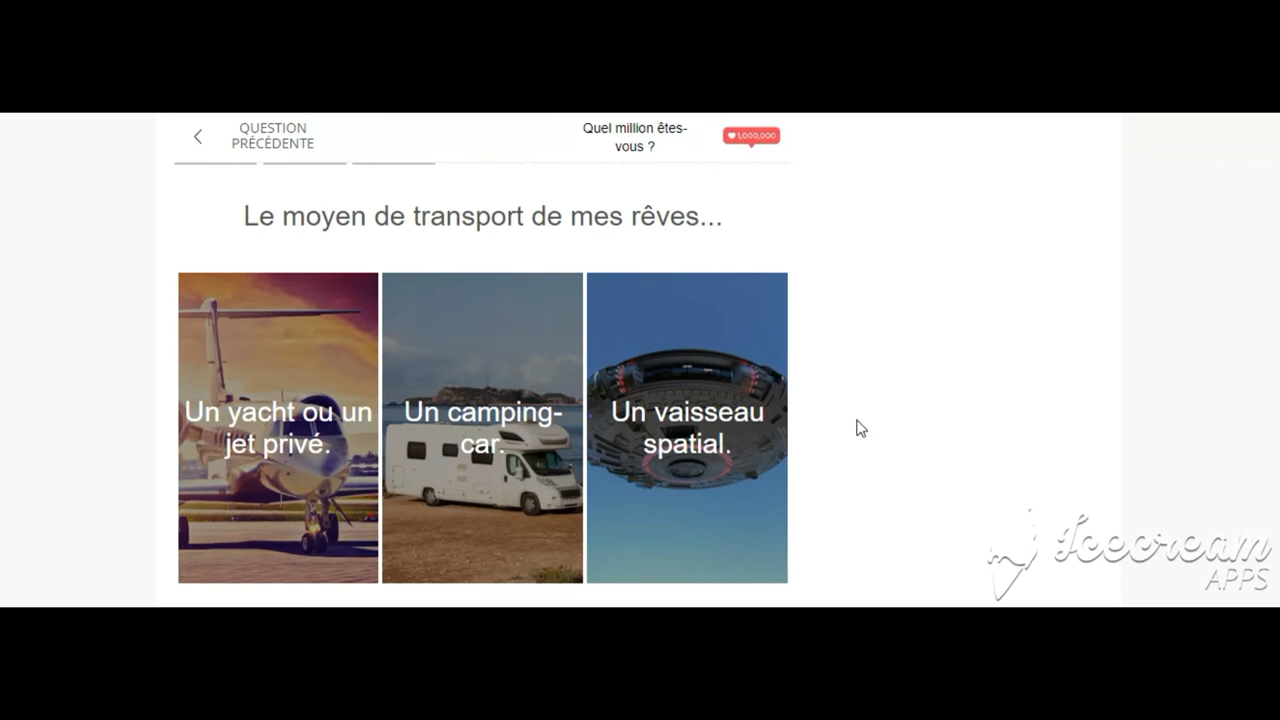 QUESTION
PRÉCÉDENTE
Quel million êtes-
vous ?
1,000,000
Le moyen de transport de mes rêves...
Un yacht ou un
jet privé.
Un camping-
car.
Un vaisseau
spatial.
Icecream
APPS